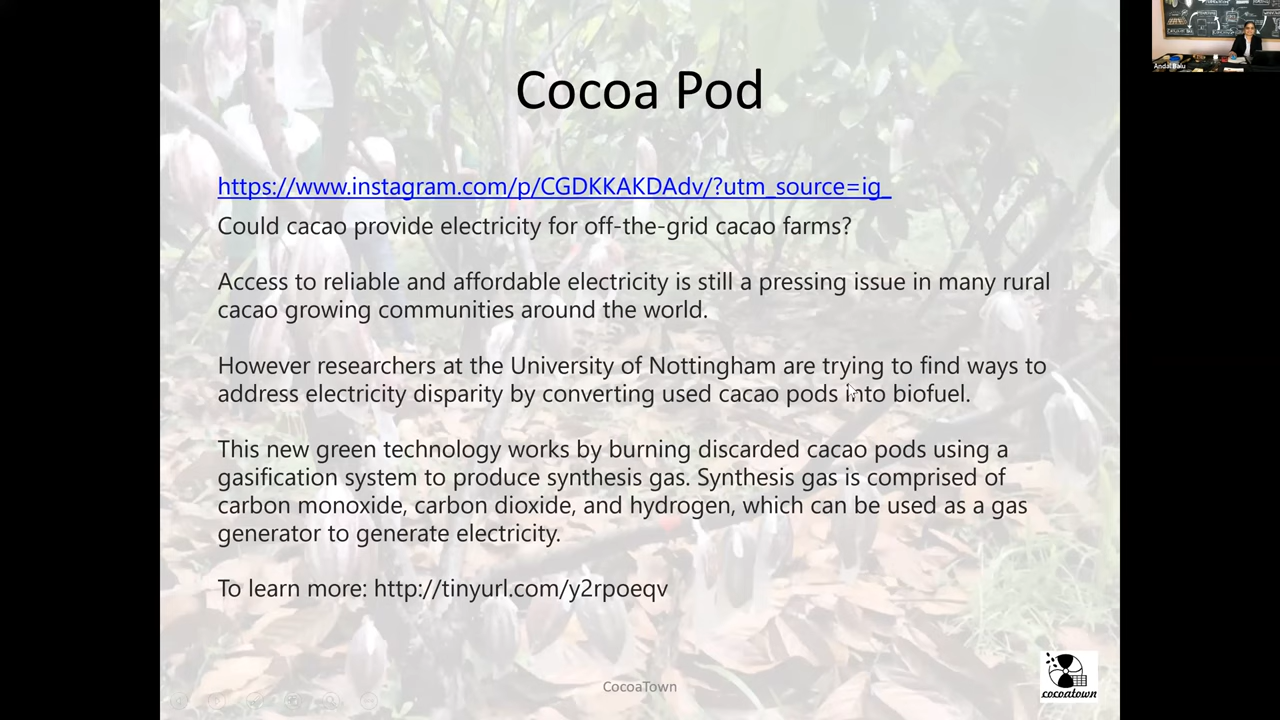 Cocoa Pod
Andal Balu
https://www.instagram.com/p/CGDKKAKDAdv/?utm_source=ig_
Could cacao provide electricity for off-the-grid cacao farms?
Access to reliable and affordable electricity is still a pressing issue in many rural
cacao growing communities around the world.
However researchers at the University of Nottingham are trying to find ways to
address electricity disparity by converting used cacao pods into biofuel.
This new green technology works by burning discarded cacao pods using a
gasification system to produce synthesis gas. Synthesis gas is comprised of
carbon monoxide, carbon dioxide, and hydrogen, which can be used as a gas
generator to generate electricity.
To learn more: http://tinyurl.com/y2rpoeqv
CocoaTown
cocoatown